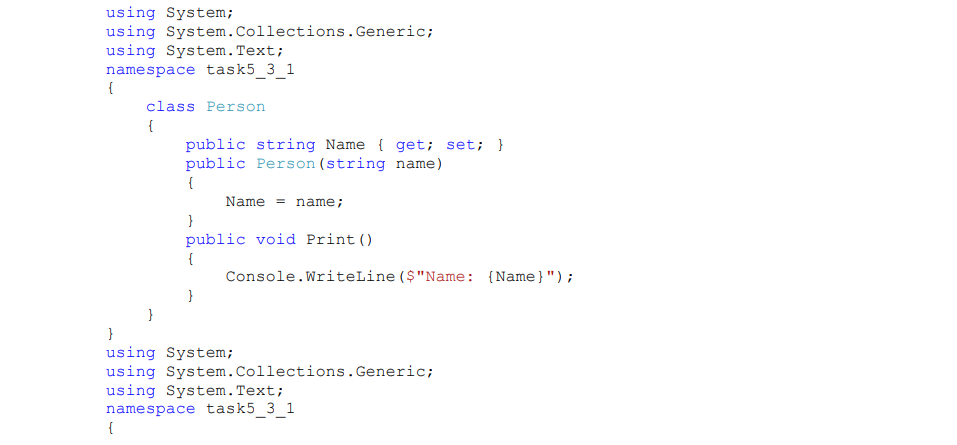 using System;
using System.Collections.Generic;
using System.Text;
namespace task5_3_1
{
    class Person
    {
        public string Name { get; set; }
        public Person(string name)
        {
            Name = name;
        }
        public void Print()
        {
            Console.WriteLine($"Name: {Name}");
        }
    }
}
using System;
using System.Collections.Generic;
using System.Text;
namespace task5_3_1
{